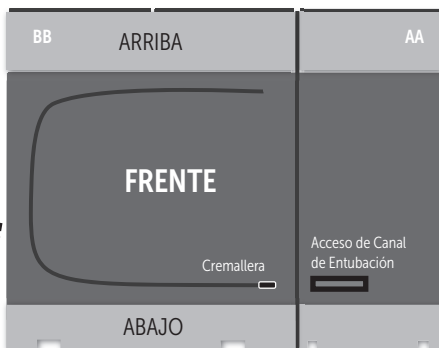 BB
ARRIBA
AA
FRENTE
Cremallera
Acceso de Canal
de Entubación
ABAJO